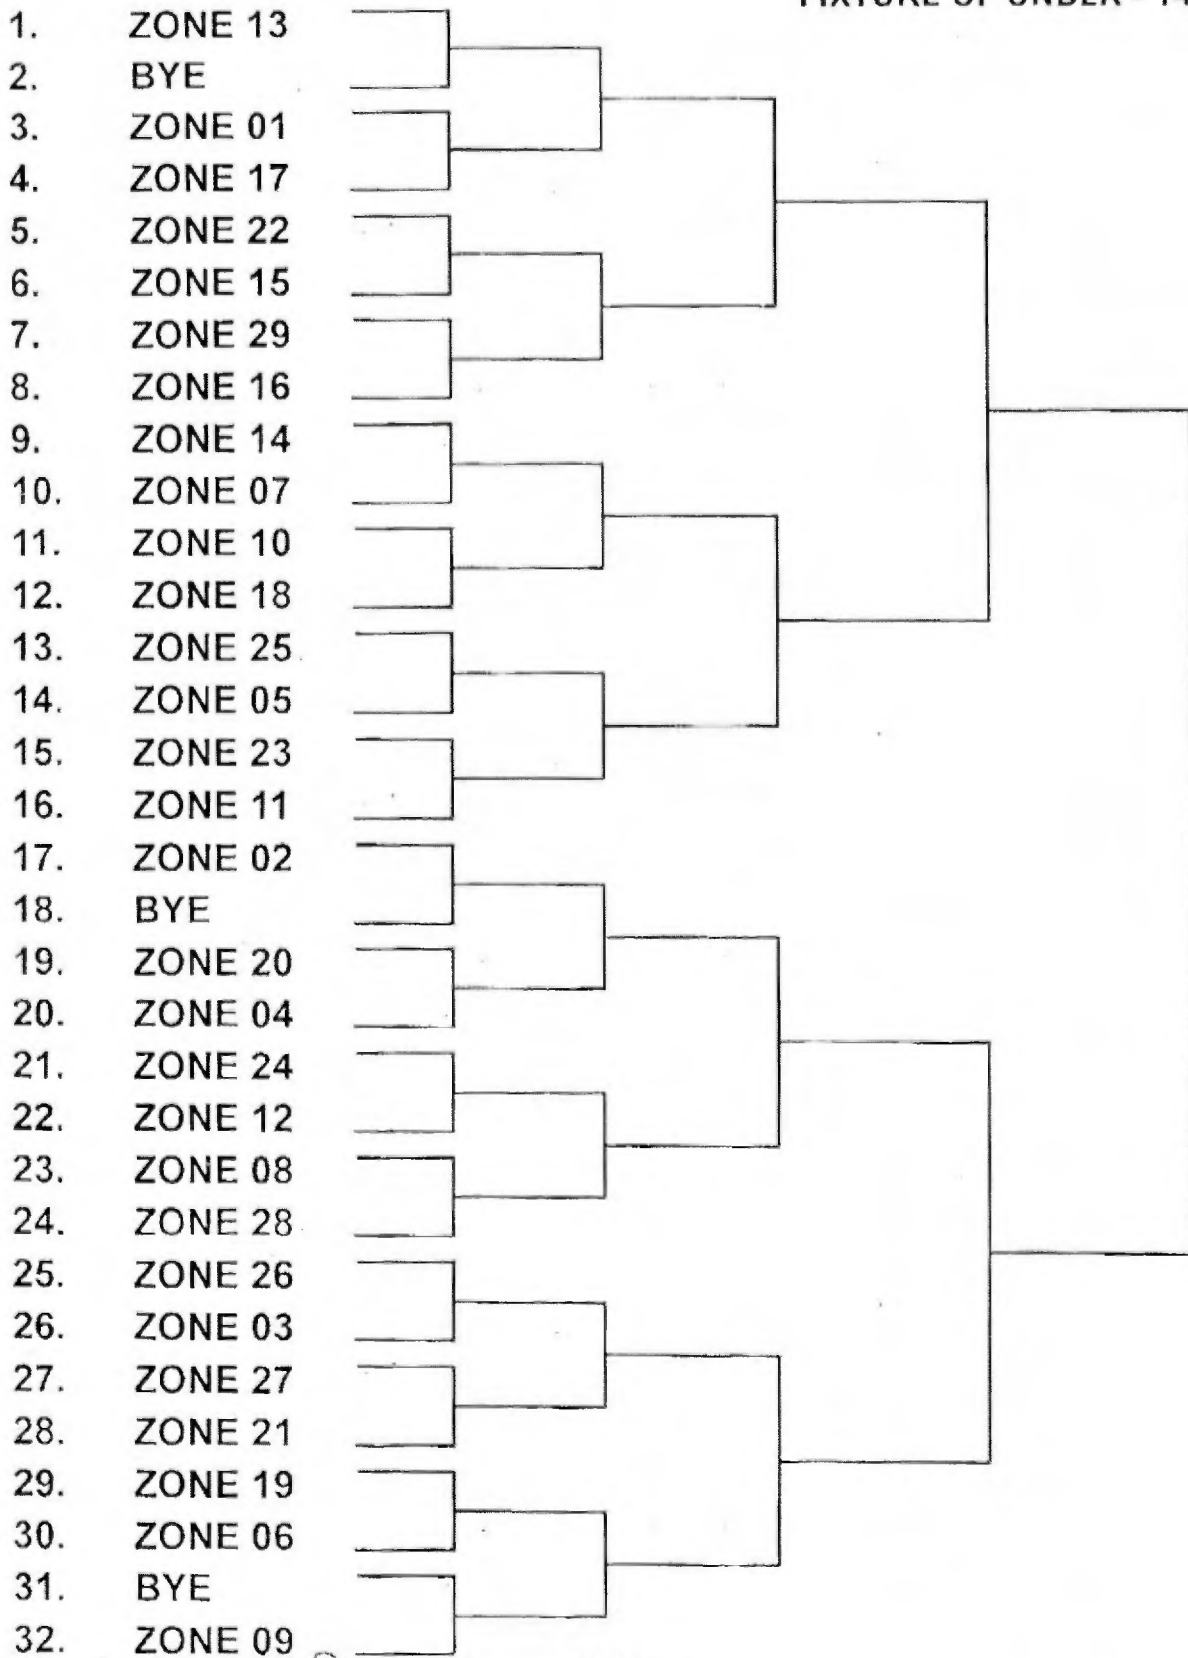 FIXTURE OF UNDER - 14
1. ZONE 13
2. BYE
3. ZONE 01
4. ZONE 17
5. ZONE 22
6. ZONE 15
7. ZONE 29
8. ZONE 16
9. ZONE 14
10. ZONE 07
11. ZONE 10
12. ZONE 18
13. ZONE 25
14. ZONE 05
15. ZONE 23
16. ZONE 11
17. ZONE 02
18. BYE
19. ZONE 20
20. ZONE 04
21. ZONE 24
22. ZONE 12
23. ZONE 08
24. ZONE 28
25. ZONE 26
26. ZONE 03
27. ZONE 27
28. ZONE 21
29. ZONE 19
30. ZONE 06
31. BYE
32. ZONE 09